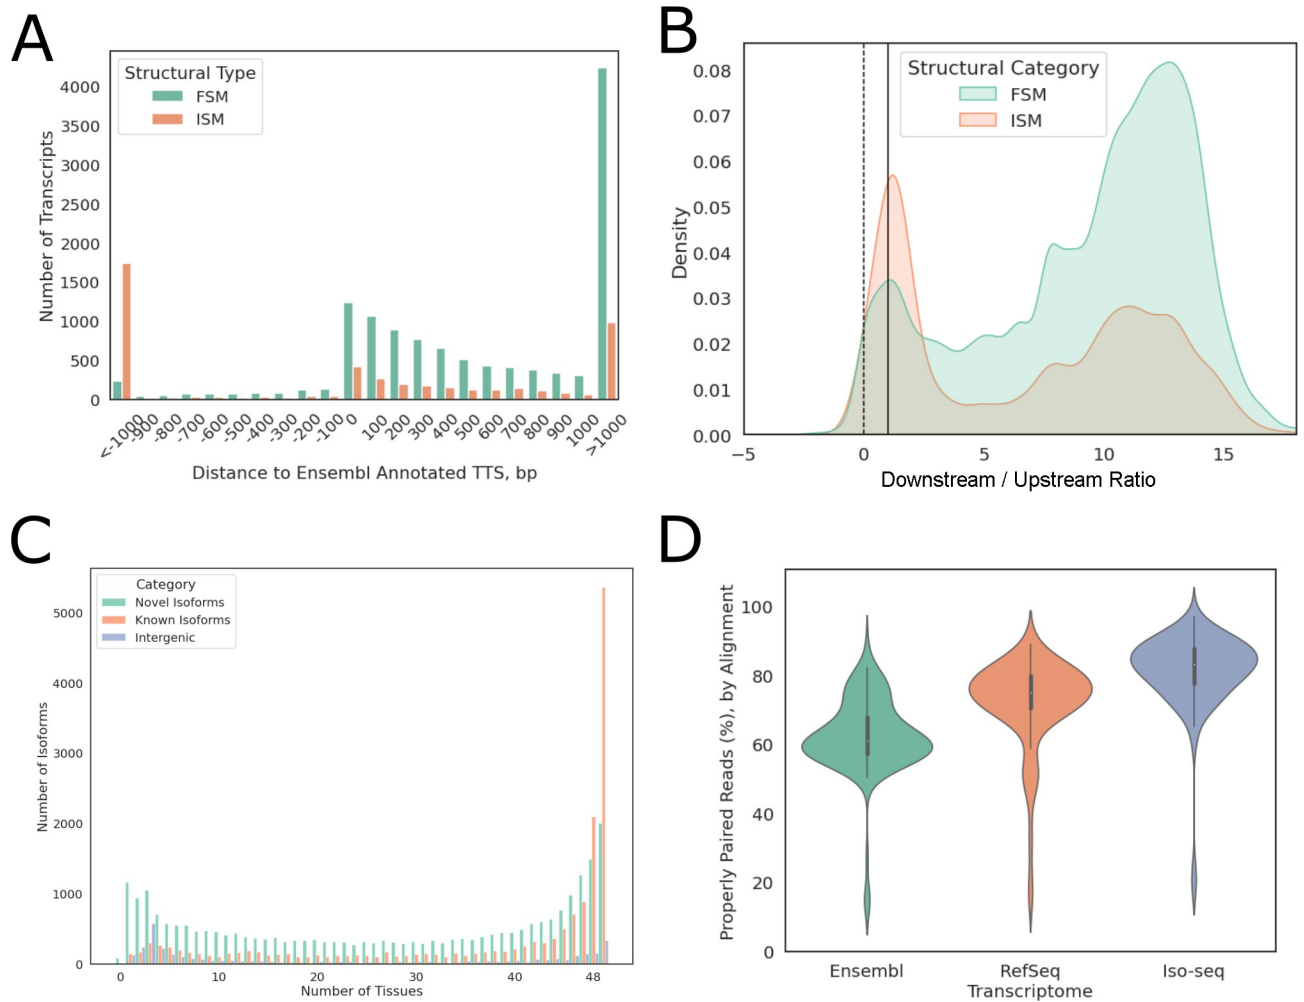 A
Structural Type
FSM
ISM
Number of Transcripts
4000
3500
3000
2500
2000
1500
1000
500
0
<-1000
-900
-800
-700
-600
-500
-400
-300
-200
-100
0
100
200
300
400
500
600
700
800
900
1000
>1000
Distance to Ensembl Annotated TTS, bp
B
Structural Category
FSM
ISM
Density
0.08
0.07
0.06
0.05
0.04
0.03
0.02
0.01
0.00
−5
0
5
10
15
Downstream / Upstream Ratio
C
Category
Novel Isoforms
Known Isoforms
Intergenic
Number of Isoforms
5000
4000
3000
2000
1000
0
0
10
20
30
40
48
Number of Tissues
D
Properly Paired Reads (%), by Alignment
100
80
60
40
20
0
Ensembl
RefSeq
Iso-seq
Transcriptome